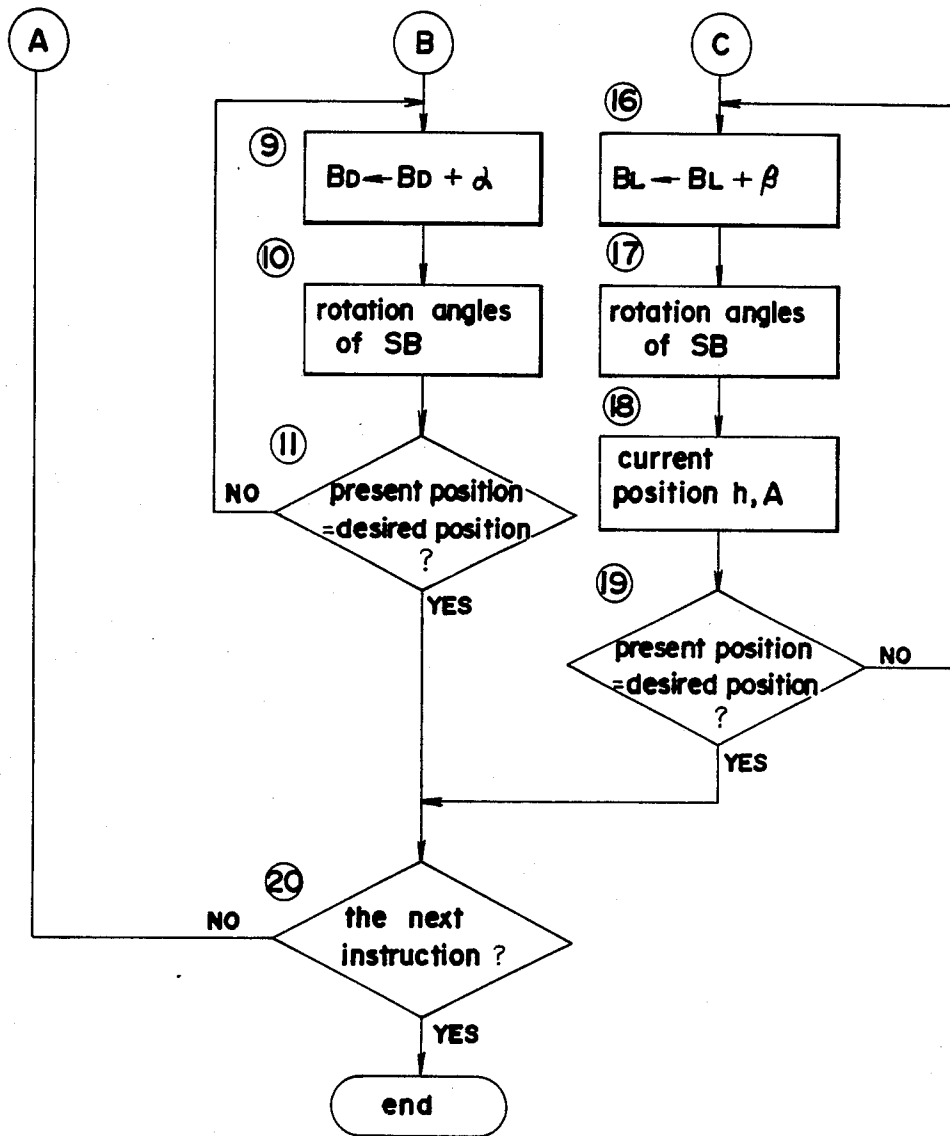 A
B
C
16
9
BD ← BD + α
BL ← BL + β
10
17
rotation angles
of SB
rotation angles
of SB
18
11
current
position h, A
NO
present position
=desired position
?
19
YES
present position
=desired position
?
NO
YES
20
NO
the next
instruction ?
YES
end